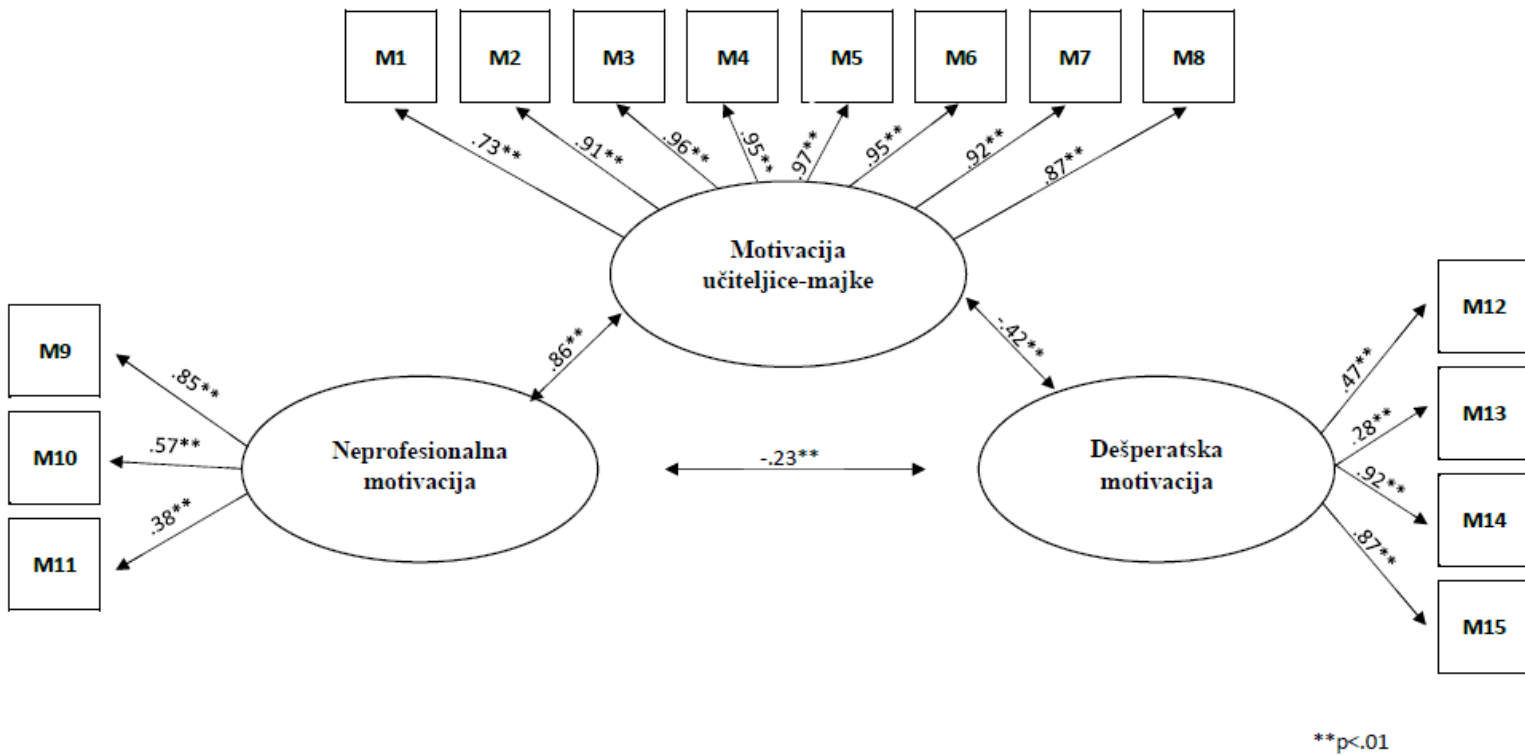 M1
M2
M3
M4
M5
M6
M7
M8
.73**
.91**
.96**
.95**
.97**
.95**
.92**
.87**
Motivacija
učiteljice-majke
M9
M10
M11
.85**
.57**
.38**
.86**
-.42**
Neprofesionalna
motivacija
-.23**
Dešperatska
motivacija
.47**
.28**
.92**
.87**
M12
M13
M14
M15
**p<.01